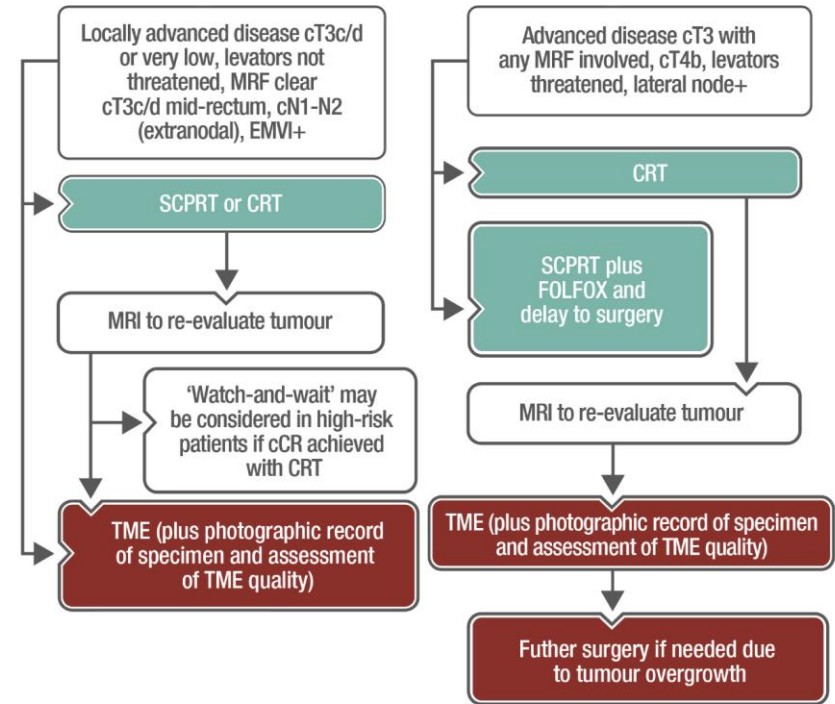 Locally advanced disease cT3c/d
or very low, levators not
threatened, MRF clear
cT3c/d mid-rectum, cN1-N2
(extranodal), EMVI+
SCPRT or CRT
MRI to re-evaluate tumour
‘Watch-and-wait’ may
be considered in high-risk
patients if cCR achieved
with CRT
TME (plus photographic record
of specimen and assessment
of TME quality)
Advanced disease cT3 with
any MRF involved, cT4b, levators
threatened, lateral node+
CRT
SCPRT plus
FOLFOX and
delay to surgery
MRI to re-evaluate tumour
TME (plus photographic record of specimen
and assessment of TME quality)
Futher surgery if needed due
to tumour overgrowth